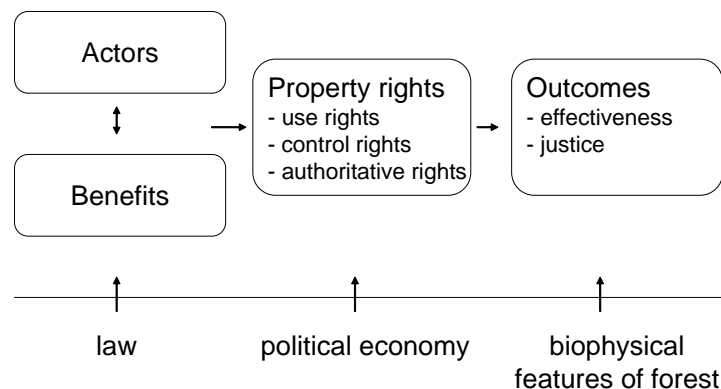 Actors
Benefits
Property rights
- use rights
- control rights
- authoritative rights
Outcomes
- effectiveness
- justice
law
political economy
biophysical
features of forest